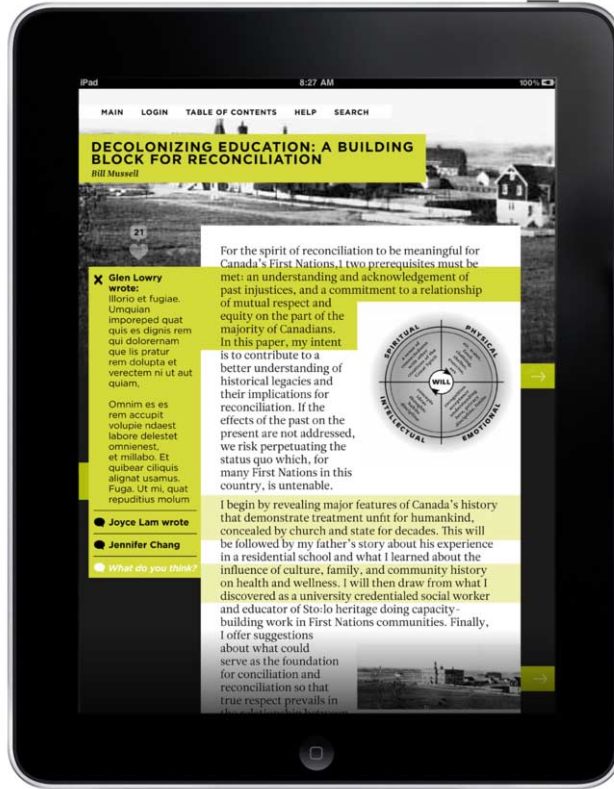 iPad 8:27 AM 100%
MAIN LOGIN TABLE OF CONTENTS HELP SEARCH
DECOLONIZING EDUCATION: A BUILDING
BLOCK FOR RECONCILIATION
Bill Mussell
21
X Glen Lowry
wrote:
Illorio et fugiae.
Umquian
imporeped quat
quis es dignis rem
qui dolorernam
que lis pratur
rem dolupta et
verectem ni ut aut
quiam,
Omnim es es
rem accupit
volupie ndaest
labore delestet
omnienest,
et millabo. Et
quibear ciliquis
alignat usamus.
Fuga. Ut mi, quat
repuditius molum
Joyce Lam wrote
Jennifer Chang
What do you think?
For the spirit of reconciliation to be meaningful for
Canada's First Nations,1 two prerequisites must be
met: an understanding and acknowledgement of
past injustices, and a commitment to a relationship
of mutual respect and
equity on the part of the
majority of Canadians.
In this paper, my intent
is to contribute to a
better understanding of
historical legacies and
their implications for
reconciliation. If the
effects of the past on the
present are not addressed,
we risk perpetuating the
status quo which, for
many First Nations in this
country, is untenable.
SPIRITUAL
PHYSICAL
WILL
INTELLECTUAL
EMOTIONAL
I begin by revealing major features of Canada's history
that demonstrate treatment unfit for humankind,
concealed by church and state for decades. This will
be followed by my father's story about his experience
in a residential school and what I learned about the
influence of culture, family, and community history
on health and wellness. I will then draw from what I
discovered as a university credentialed social worker
and educator of Sto:lo heritage doing capacity-
building work in First Nations communities. Finally,
I offer suggestions
about what could
serve as the foundation
for conciliation and
reconciliation so that
true respect prevails in
the relationship between